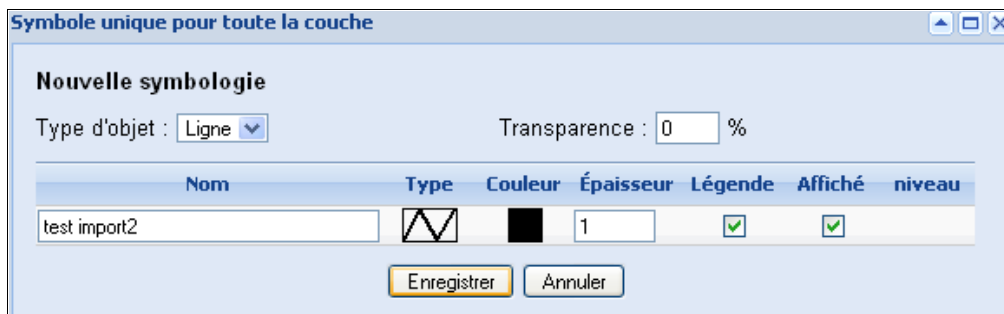 Symbole unique pour toute la couche
Nouvelle symbologie
Type d'objet : Ligne Transparence : 0 %
Nom Type Couleur Épaisseur Légende Affiché niveau
test import2 1
Enregistrer Annuler